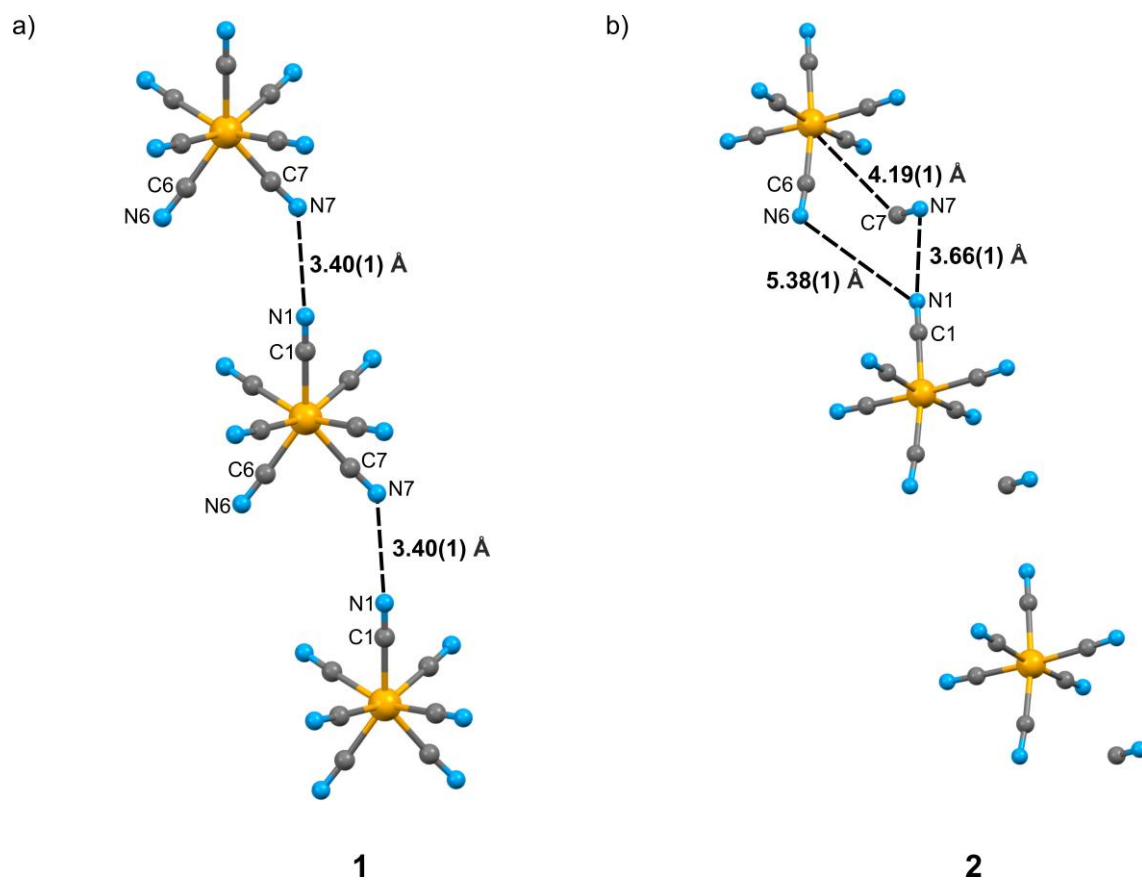 a)
C6
C7
N6
N7
3.40(1) Å
N1
C1
C6
C7
N6
N7
3.40(1) Å
N1
C1
1
b)
C6
4.19(1) Å
N6
C7
N7
5.38(1) Å
3.66(1) Å
N1
C1
2